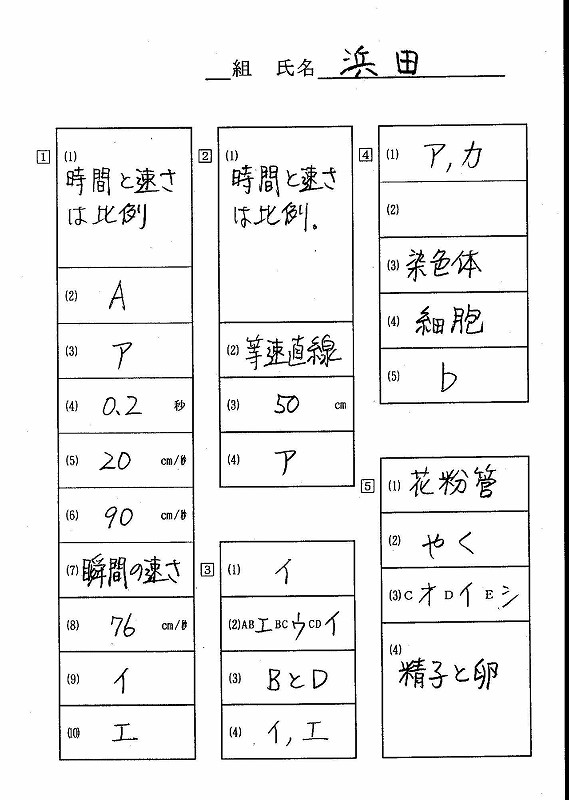 組 氏名 浜田
1
(1)
時間と速さ
は比例
(2) A
(3) ア
(4) 0.2 秒
(5) 20 cm/秒
(6) 90 cm/秒
(7) 瞬間の速さ
(8) 76 cm/秒
(9) イ
(10) エ
2
(1)
時間と速さ
は比例。
(2) 等速直線
(3) 50 cm
(4) ア
3
(1) イ
(2) AB エ BC ウ CD イ
(3) BとD
(4) イ,エ
4
(1) ア,カ
(2)
(3) 染色体
(4) 細胞
(5) b
5
(1) 花粉管
(2) やく
(3) C オ D イ E シ
(4)
精子と卵